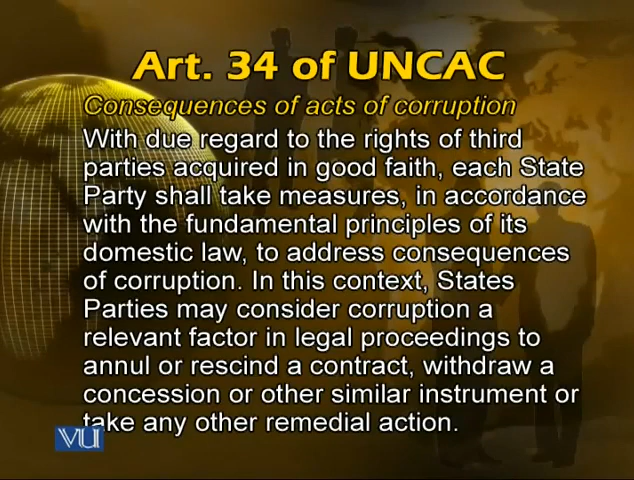 Art. 34 of UNCAC
Consequences of acts of corruption
With due regard to the rights of third
parties acquired in good faith, each State
Party shall take measures, in accordance
with the fundamental principles of its
domestic law, to address consequences
of corruption. In this context, States
Parties may consider corruption a
relevant factor in legal proceedings to
annul or rescind a contract, withdraw a
concession or other similar instrument or
take any other remedial action.
VU